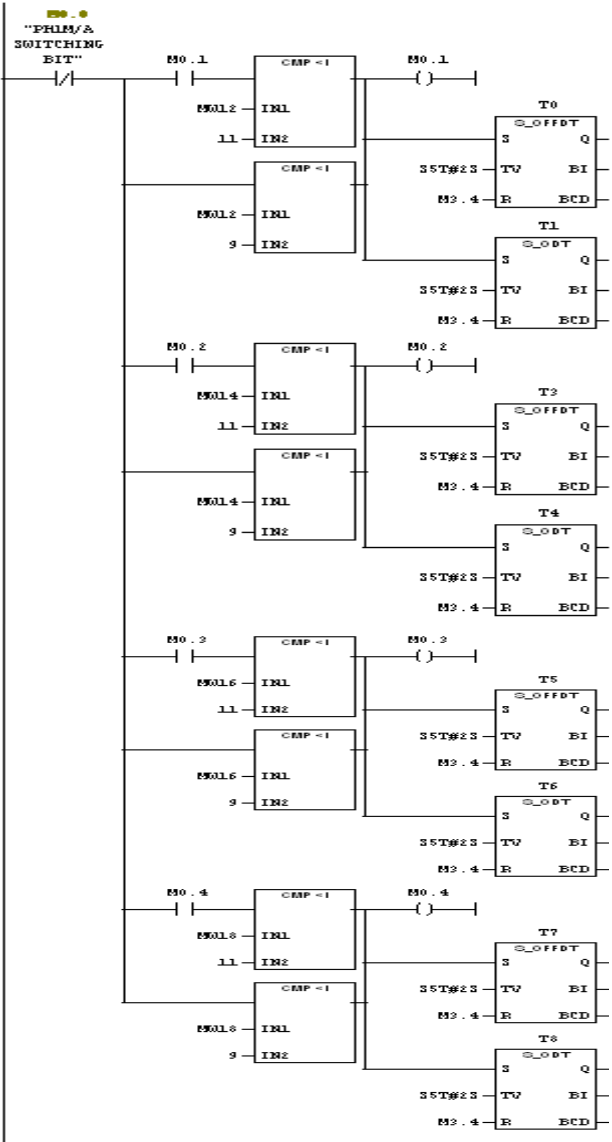 M0.0
"PH1M/A
SWITCHING
BIT"
M0.1 CMP <I M0.1
MW12 IN1
11 IN2
T0
S_OFFDT
S Q
S5T#2S TV BI
M3.4 R BCD
CMP <I
MW12 IN1
9 IN2
T1
S_ODT
S Q
S5T#2S TV BI
M3.4 R BCD
M0.2 CMP <I M0.2
MW14 IN1
11 IN2
T3
S_OFFDT
S Q
S5T#2S TV BI
M3.4 R BCD
CMP <I
MW14 IN1
9 IN2
T4
S_ODT
S Q
S5T#2S TV BI
M3.4 R BCD
M0.3 CMP <I M0.3
MW16 IN1
11 IN2
T5
S_OFFDT
S Q
S5T#2S TV BI
M3.4 R BCD
CMP <I
MW16 IN1
9 IN2
T6
S_ODT
S Q
S5T#2S TV BI
M3.4 R BCD
M0.4 CMP <I M0.4
MW18 IN1
11 IN2
T7
S_OFFDT
S Q
S5T#2S TV BI
M3.4 R BCD
CMP <I
MW18 IN1
9 IN2
T8
S_ODT
S Q
S5T#2S TV BI
M3.4 R BCD